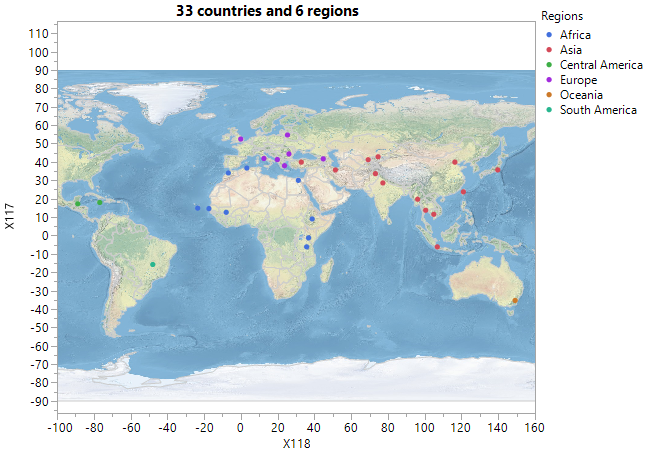 33 countries and 6 regions
Regions
Africa
Asia
Central America
Europe
Oceania
South America
110
100
90
80
70
60
50
40
30
20
10
0
-10
-20
-30
-40
-50
-60
-70
-80
-90
X117
-100 -80 -60 -40 -20 0 20 40 60 80 100 120 140 160
X118